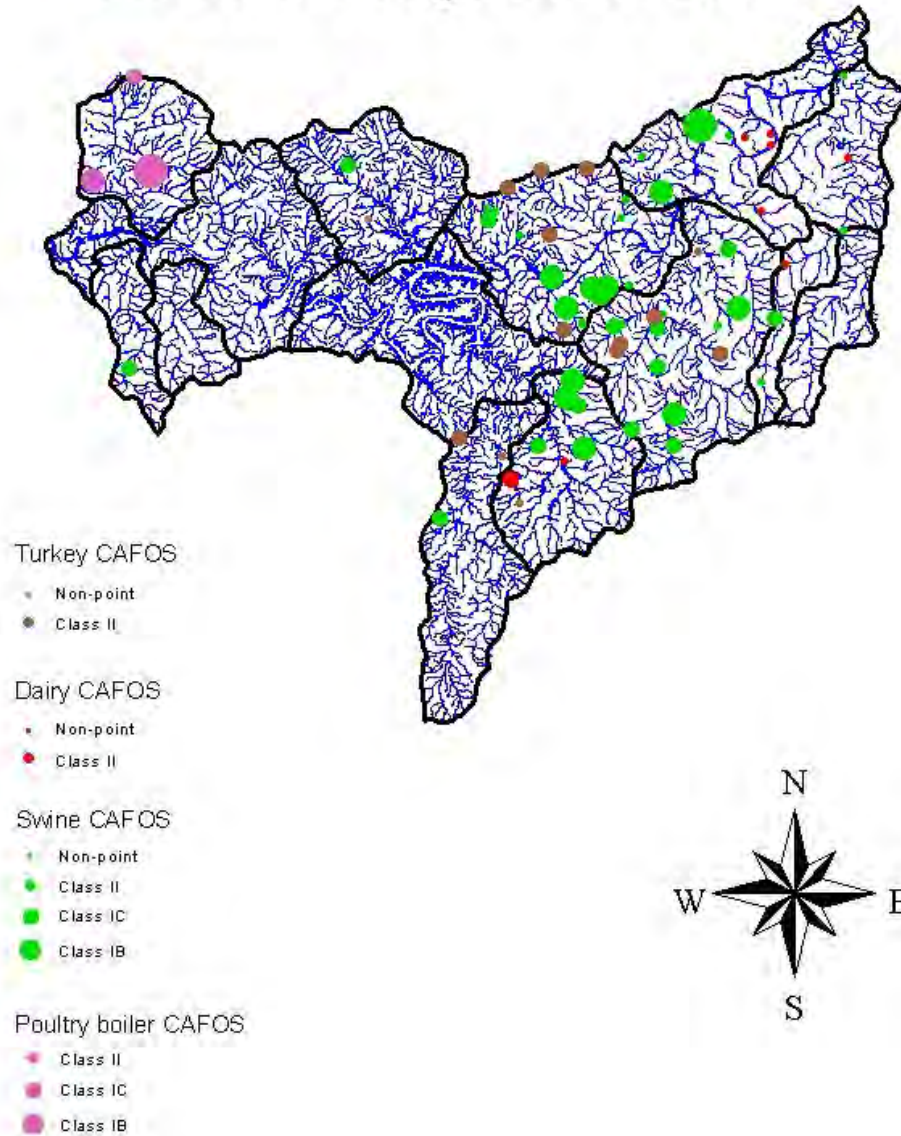 Turkey CAFOS
Non-point
Class II
Dairy CAFOS
Non-point
Class II
Swine CAFOS
Non-point
Class II
Class IC
Class IB
Poultry boiler CAFOS
Class II
Class IC
Class IB
N
W
E
S